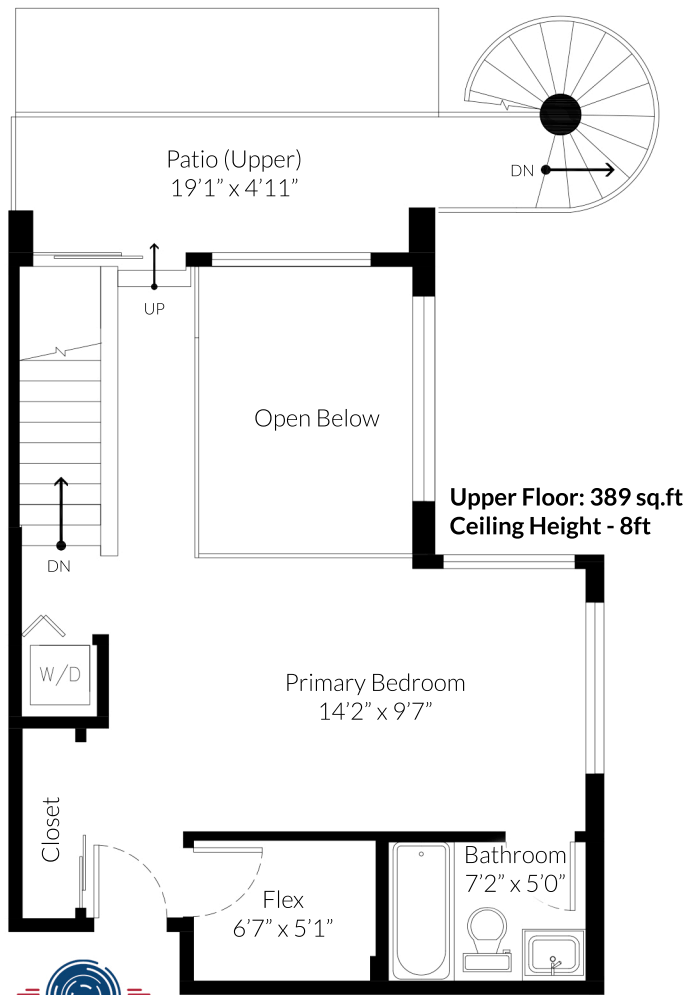 Patio (Upper)
19’1” x 4’11”
DN
UP
Open Below
Upper Floor: 389 sq.ft
Ceiling Height - 8ft
DN
W/D
Primary Bedroom
14’2” x 9’7”
Closet
Bathroom
7’2” x 5’0”
Flex
6’7” x 5’1”